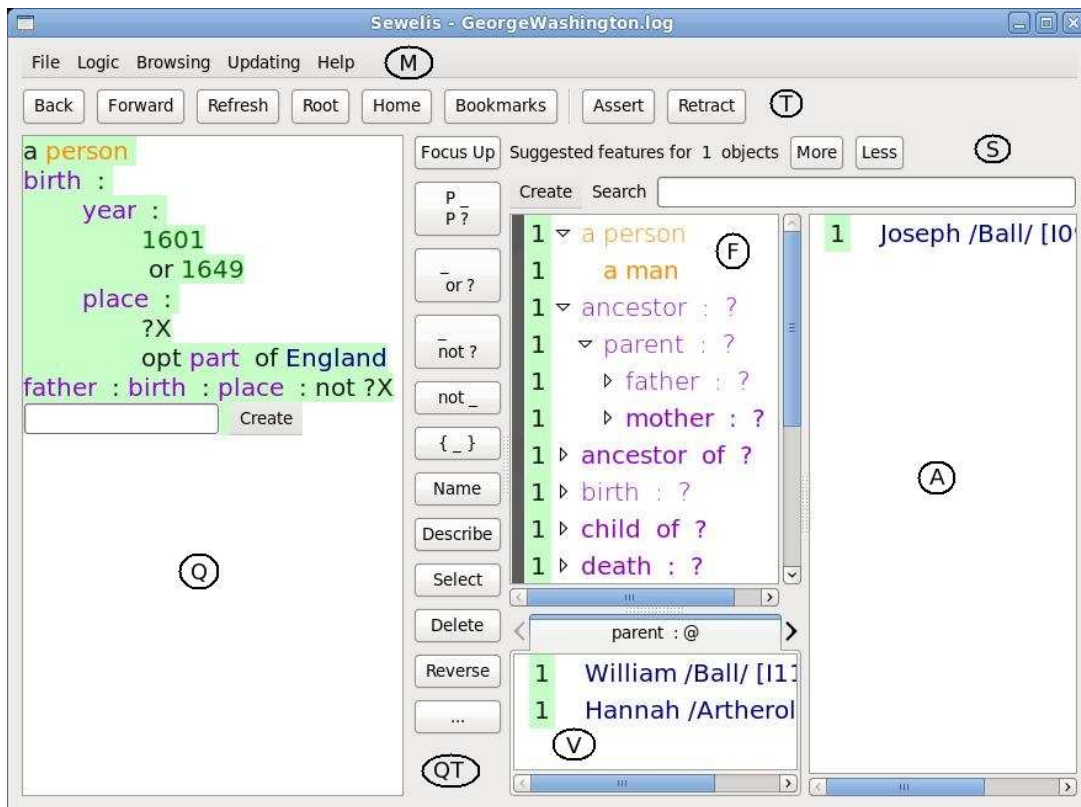 Sewelis - GeorgeWashington.log
File Logic Browsing Updating Help M
Back Forward Refresh Root Home Bookmarks Assert Retract T
a person
birth :
year :
1601
or 1649
place :
?X
opt part of England
father : birth : place : not ?X
Create
Q
Focus Up
P _
P ?
_
or ?
_
not ?
not _
{ _ }
Name
Describe
Select
Delete
Reverse
...
QT
Suggested features for 1 objects More Less S
Create Search
1 a person
1 a man
1 ancestor : ?
1 parent : ?
1 father : ?
1 mother : ?
1 ancestor of ?
1 birth : ?
1 child of ?
1 death : ?
F
parent : @
1 William /Ball/ [I11
1 Hannah /Artherol
V
1 Joseph /Ball/ [I0
A